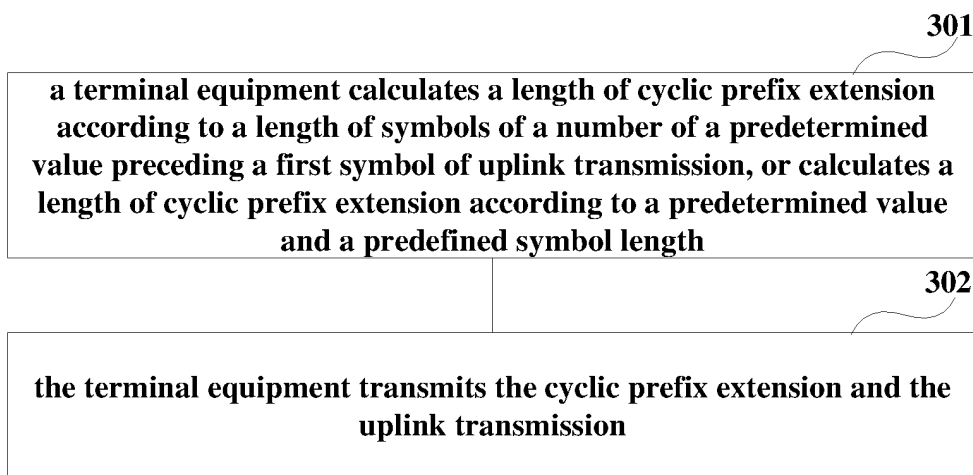 301
a terminal equipment calculates a length of cyclic prefix extension
according to a length of symbols of a number of a predetermined
value preceding a first symbol of uplink transmission, or calculates a
length of cyclic prefix extension according to a predetermined value
and a predefined symbol length
302
the terminal equipment transmits the cyclic prefix extension and the
uplink transmission